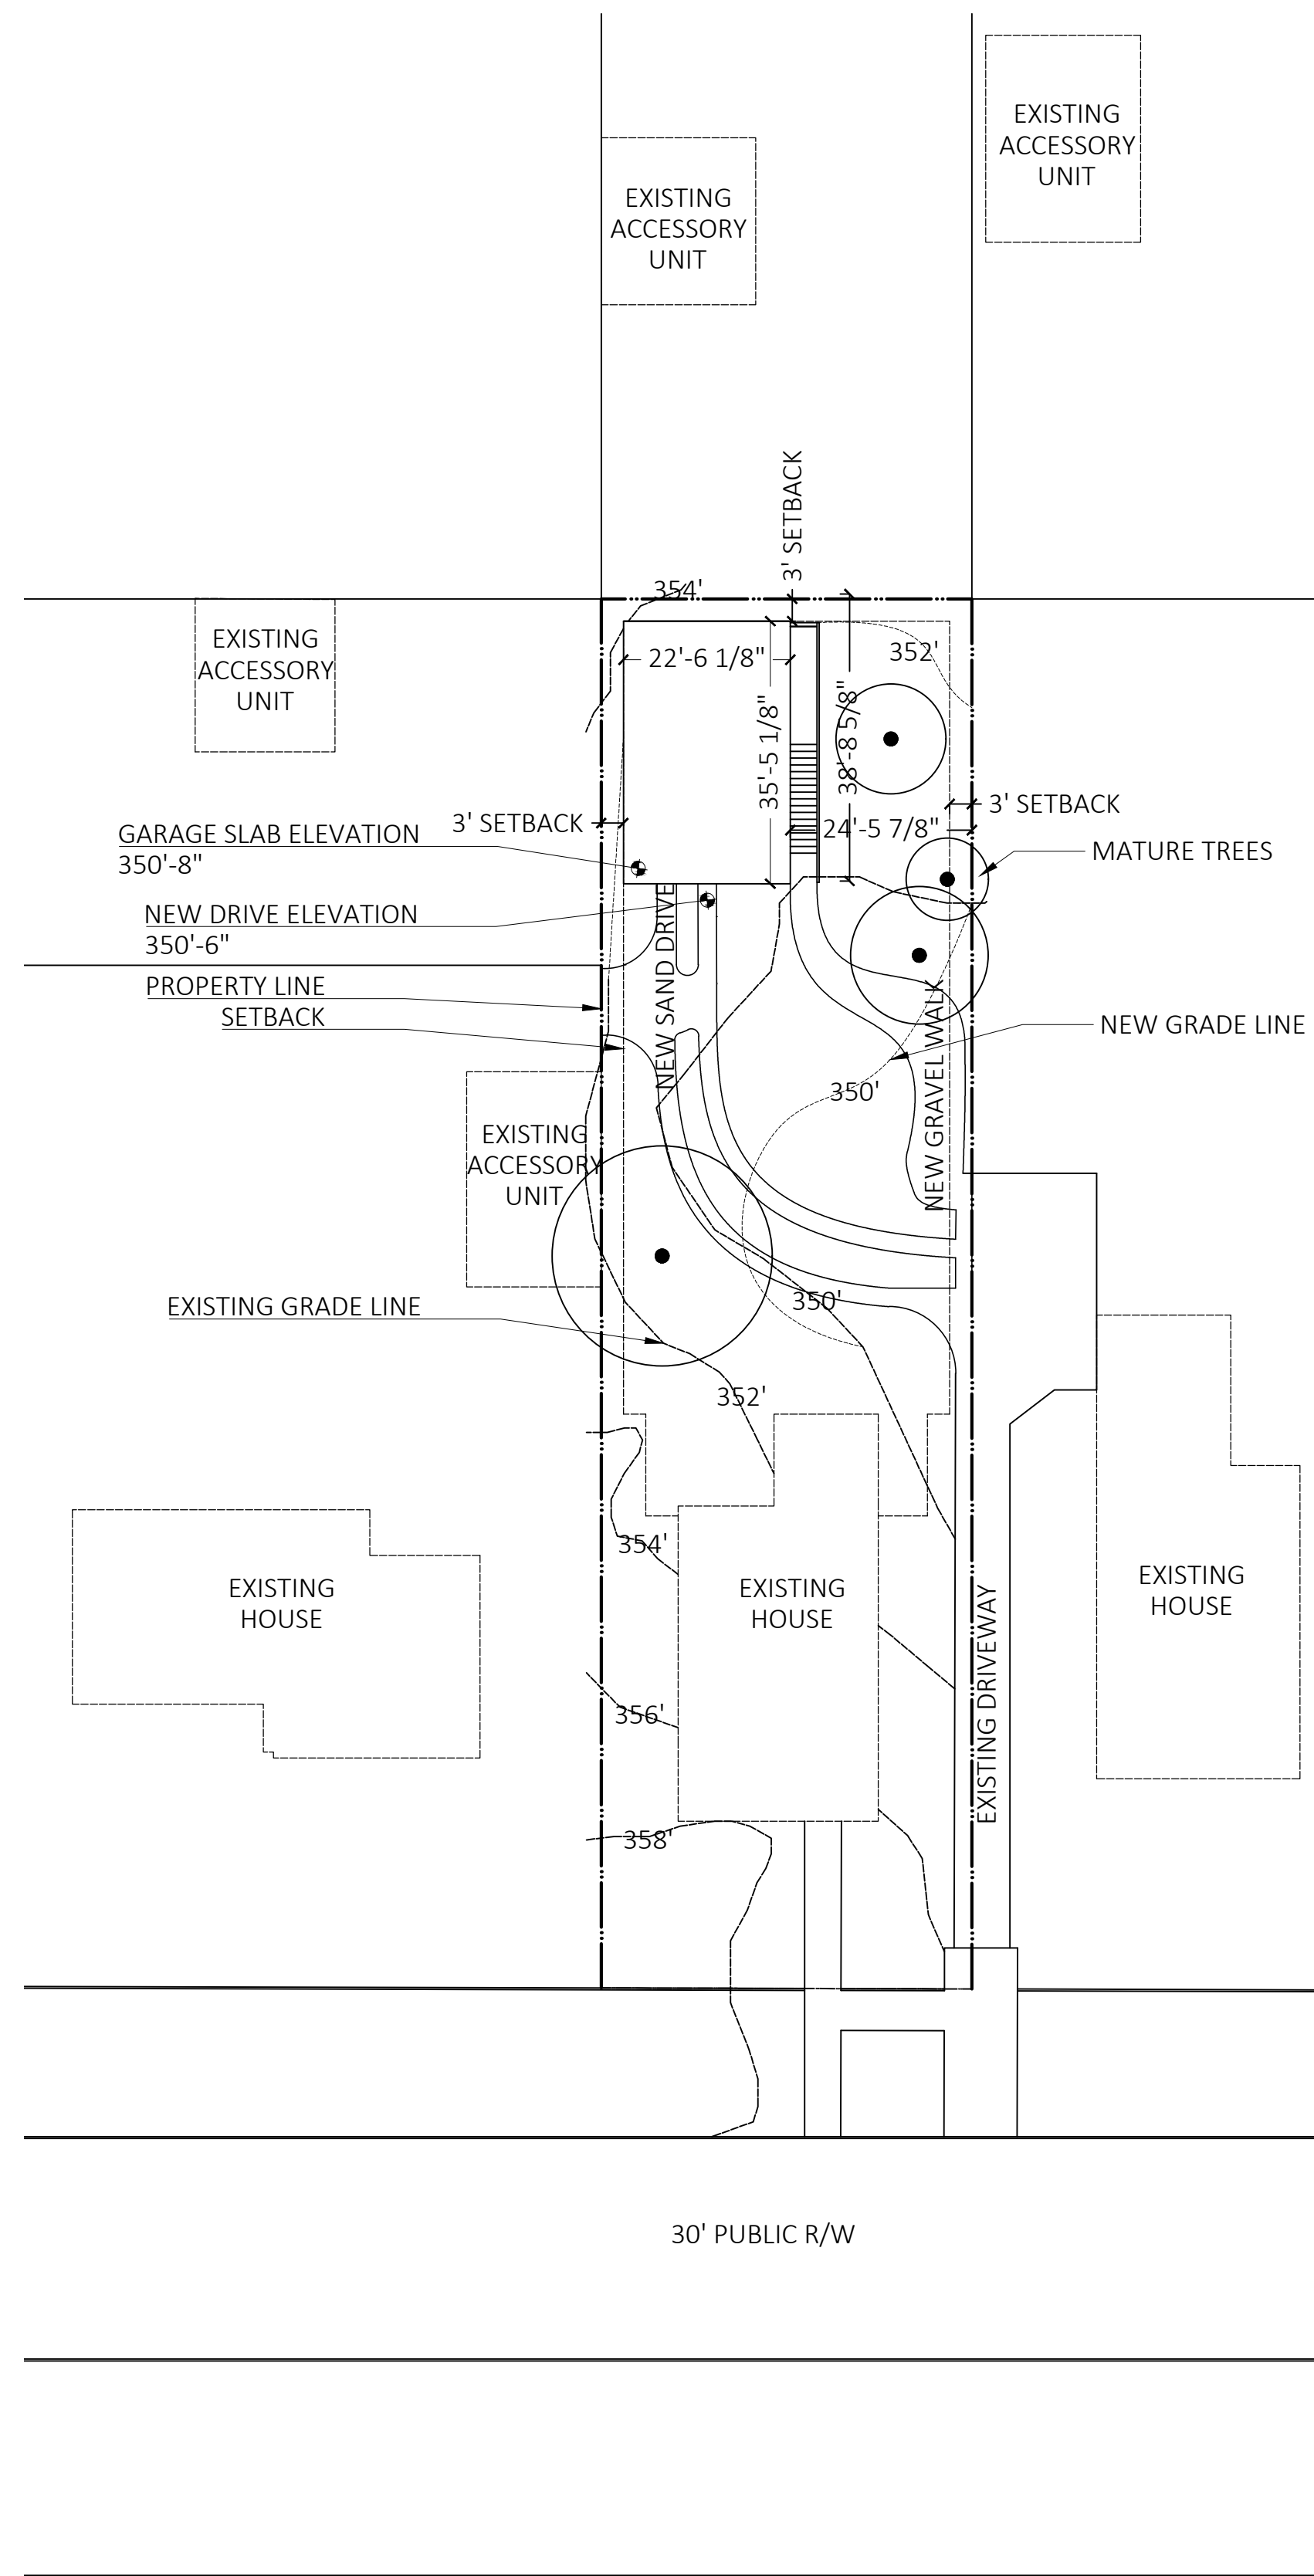 EXISTING
ACCESSORY
UNIT
EXISTING
ACCESSORY
UNIT
3' SETBACK
354'
EXISTING
ACCESSORY
UNIT
22'-6 1/8"
352'
35'-5 1/8"
38'-8 5/8"
3' SETBACK
3' SETBACK
24'-5 7/8"
GARAGE SLAB ELEVATION
350'-8"
MATURE TREES
NEW DRIVE ELEVATION
350'-6"
NEW SAND DRIVE
PROPERTY LINE
SETBACK
NEW GRAVEL WALK
NEW GRADE LINE
350'
EXISTING
ACCESSORY
UNIT
EXISTING GRADE LINE
350'
352'
354'
EXISTING
HOUSE
EXISTING
HOUSE
EXISTING
HOUSE
EXISTING DRIVEWAY
356'
358'
30' PUBLIC R/W